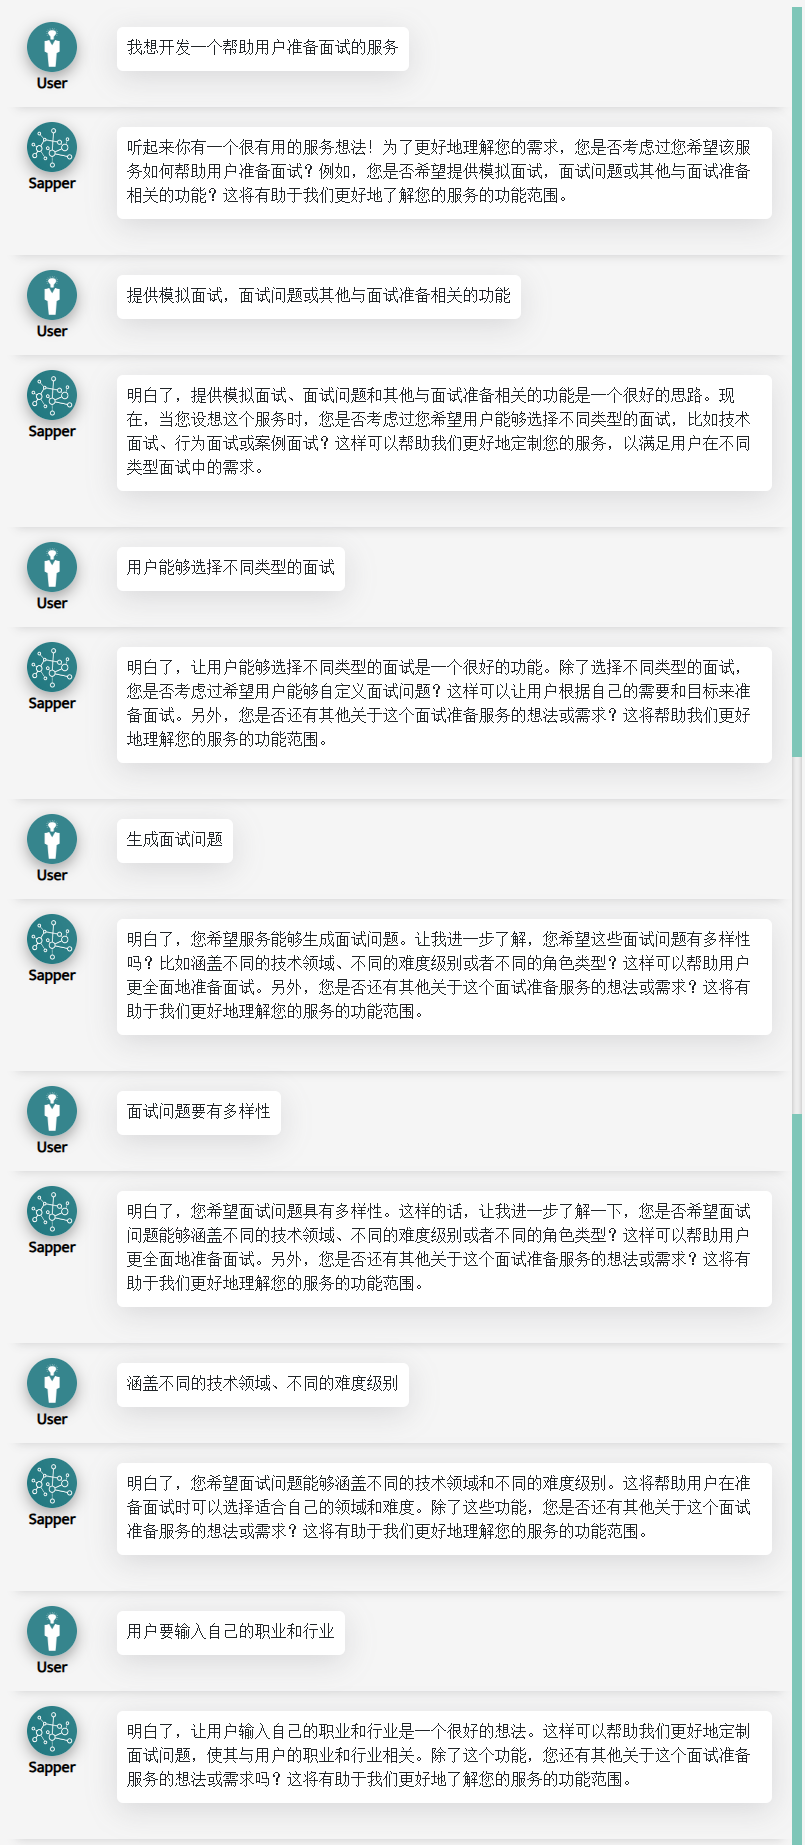 我想开发一个帮助用户准备面试的服务
User
听起来你有一个很有用的服务想法！为了更好地理解您的需求，您是否考虑过您希望该服
务如何帮助用户准备面试？例如，您是否希望提供模拟面试，面试问题或其他与面试准备
相关的功能？这将有助于我们更好地了解您的服务的功能范围。
Sapper
提供模拟面试，面试问题或其他与面试准备相关的功能
User
明白了，提供模拟面试、面试问题和其他与面试准备相关的功能是一个很好的思路。现
在，当您设想这个服务时，您是否考虑过您希望用户能够选择不同类型的面试，比如技术
面试、行为面试或案例面试？这样可以帮助我们更好地定制您的服务，以满足用户在不同
类型面试中的需求。
Sapper
用户能够选择不同类型的面试
User
明白了，让用户能够选择不同类型的面试是一个很好的功能。除了选择不同类型的面试，
您是否考虑过希望用户能够自定义面试问题？这样可以让用户根据自己的需要和目标来准
备面试。另外，您是否还有其他关于这个面试准备服务的想法或需求？这将帮助我们更好
地理解您的服务的功能范围。
Sapper
生成面试问题
User
明白了，您希望服务能够生成面试问题。让我进一步了解，您希望这些面试问题有多样性
吗？比如涵盖不同的技术领域、不同的难度级别或者不同的角色类型？这样可以帮助用户
更全面地准备面试。另外，您是否还有其他关于这个面试准备服务的想法或需求？这将有
助于我们更好地理解您的服务的功能范围。
Sapper
面试问题要有多样性
User
明白了，您希望面试问题具有多样性。这样的话，让我进一步了解一下，您是否希望面试
问题能够涵盖不同的技术领域、不同的难度级别或者不同的角色类型？这样可以帮助用户
更全面地准备面试。另外，您是否还有其他关于这个面试准备服务的想法或需求？这将有
助于我们更好地理解您的服务的功能范围。
Sapper
涵盖不同的技术领域、不同的难度级别
User
明白了，您希望面试问题能够涵盖不同的技术领域和不同的难度级别。这将帮助用户在准
备面试时可以选择适合自己的领域和难度。除了这些功能，您是否还有其他关于这个面试
准备服务的想法或需求？这将有助于我们更好地理解您的服务的功能范围。
Sapper
用户要输入自己的职业和行业
User
明白了，让用户输入自己的职业和行业是一个很好的想法。这样可以帮助我们更好地定制
面试问题，使其与用户的职业和行业相关。除了这个功能，您还有其他关于这个面试准备
服务的想法或需求吗？这将有助于我们更好地了解您的服务的功能范围。
Sapper